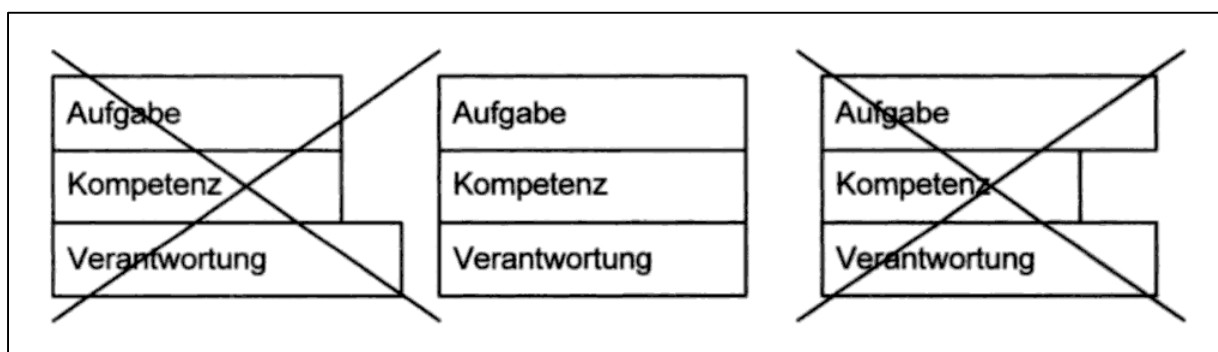 Aufgabe
Kompetenz
Verantwortung
Aufgabe
Kompetenz
Verantwortung
Aufgabe
Kompetenz
Verantwortung